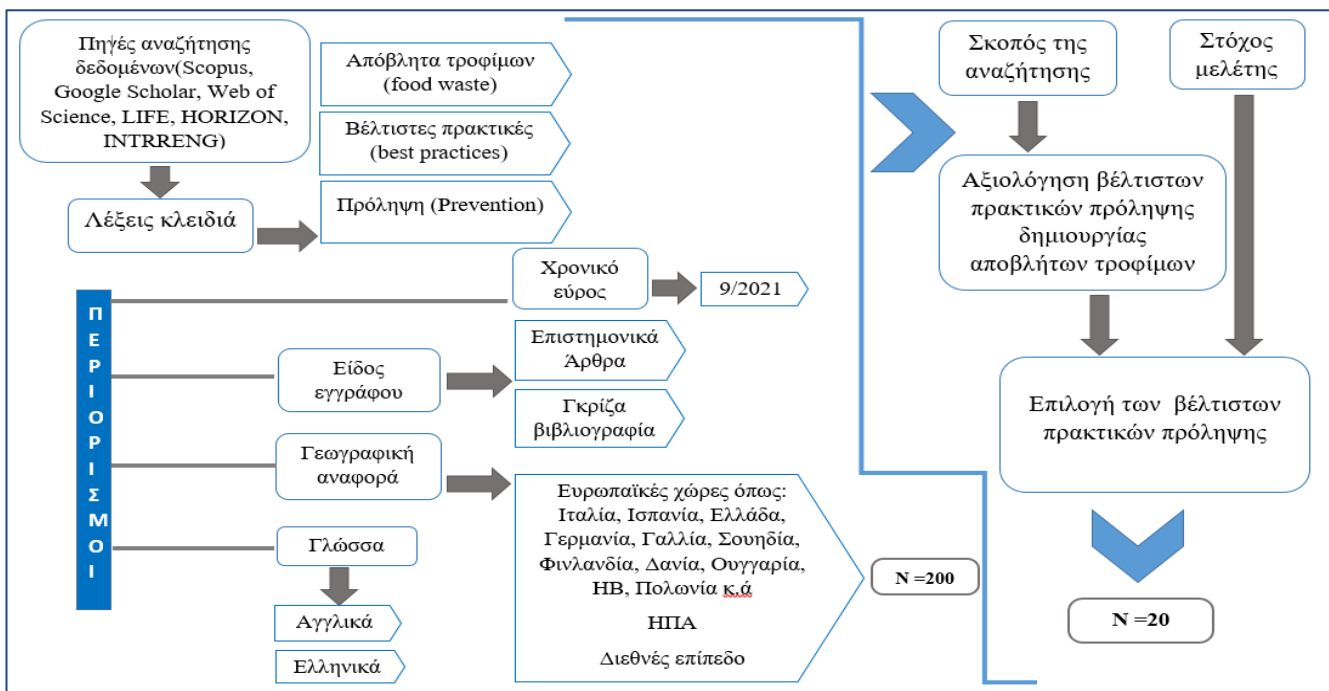 Πηγές αναζήτησης
δεδομένων(Scopus,
Google Scholar, Web of
Science, LIFE, HORIZON,
INTRRENG)
Λέξεις κλειδιά
Απόβλητα τροφίμων
(food waste)
Βέλτιστες πρακτικές
(best practices)
Πρόληψη (Prevention)
ΠΕΡΙΟΡΙΣΜΟΙ
Χρονικό
εύρος
9/2021
Είδος
εγγράφου
Επιστημονικά
Άρθρα
Γκρίζα
βιβλιογραφία
Γεωγραφική
αναφορά
Ευρωπαϊκές χώρες όπως:
Ιταλία, Ισπανία, Ελλάδα,
Γερμανία, Γαλλία, Σουηδία,
Φινλανδία, Δανία, Ουγγαρία,
ΗΒ, Πολωνία κ.ά
ΗΠΑ
Διεθνές επίπεδο
Γλώσσα
Αγγλικά
Ελληνικά
N =200
Σκοπός της
αναζήτησης
Στόχος
μελέτης
Αξιολόγηση βέλτιστων
πρακτικών πρόληψης
δημιουργίας
αποβλήτων τροφίμων
Επιλογή των βέλτιστων
πρακτικών πρόληψης
N =20